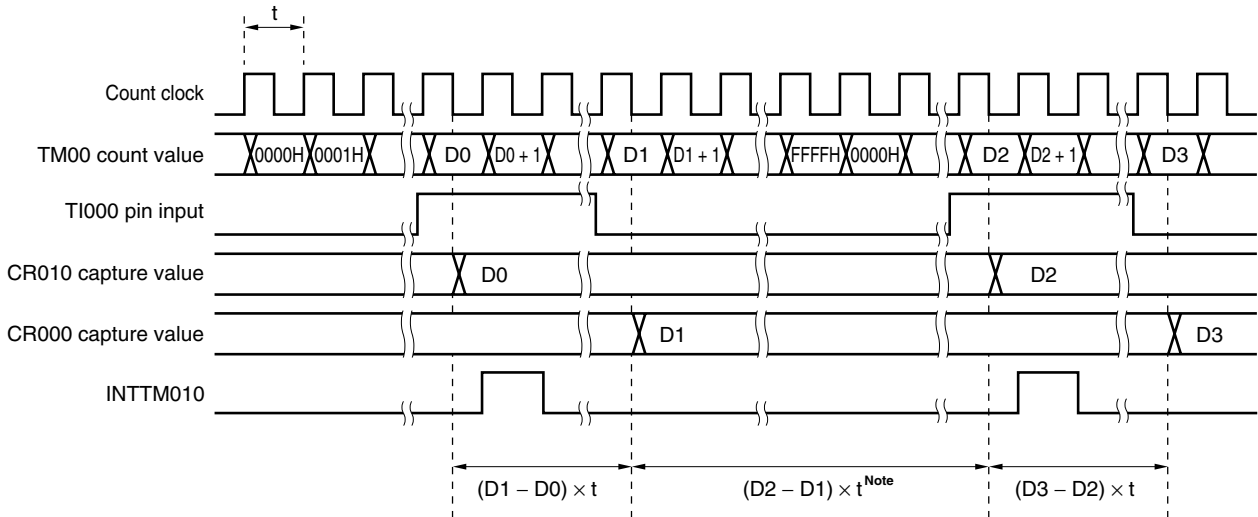 t
Count clock
TM00 count value 0000H 0001H D0 D0 + 1 D1 D1 + 1 FFFFH 0000H D2 D2 + 1 D3
TI000 pin input
CR010 capture value D0 D2
CR000 capture value D1 D3
INTTM010
(D1 − D0) × t (D2 − D1) × t Note (D3 − D2) × t